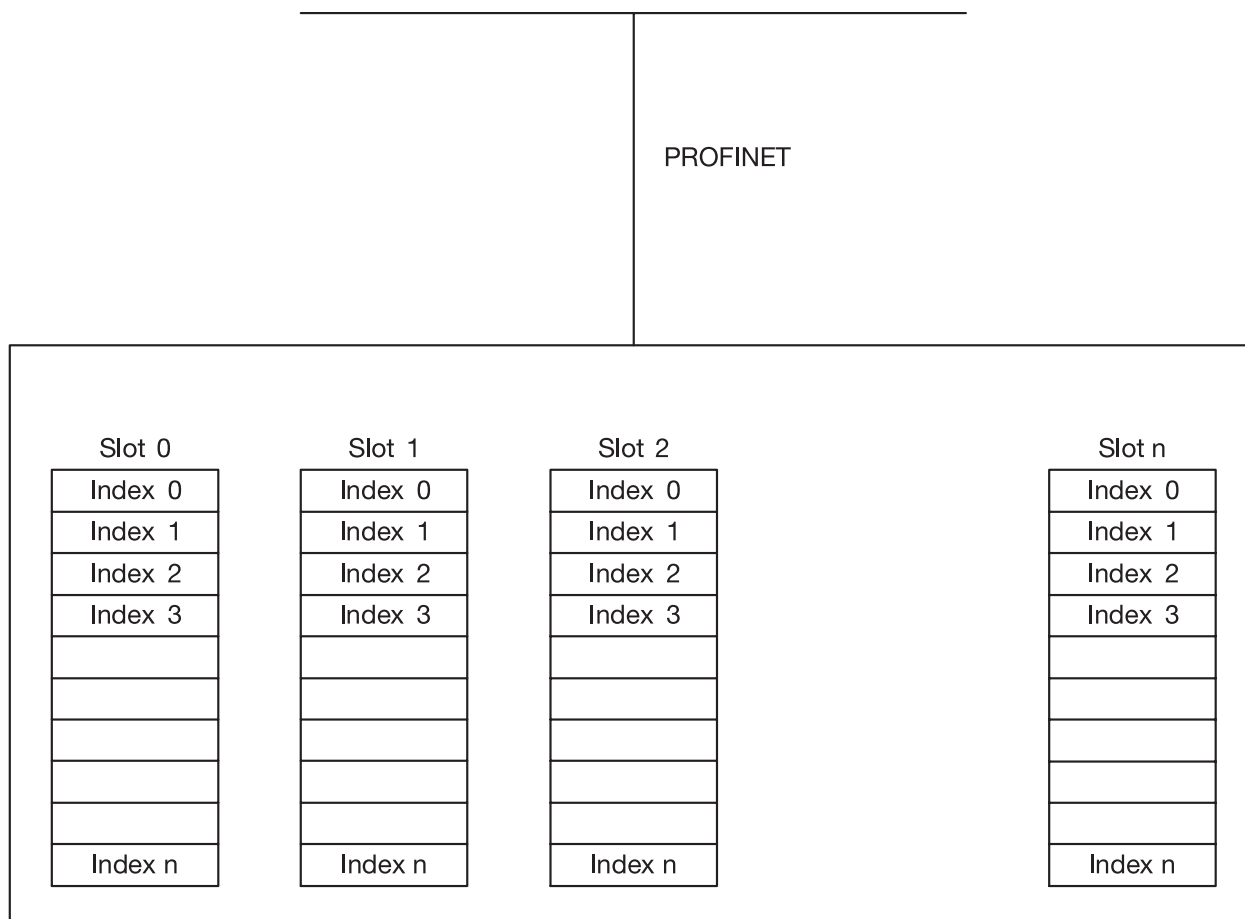 PROFINET
Slot 0 Slot 1 Slot 2 Slot n
Index 0 Index 0 Index 0 Index 0
Index 1 Index 1 Index 1 Index 1
Index 2 Index 2 Index 2 Index 2
Index 3 Index 3 Index 3 Index 3
Index n Index n Index n Index n